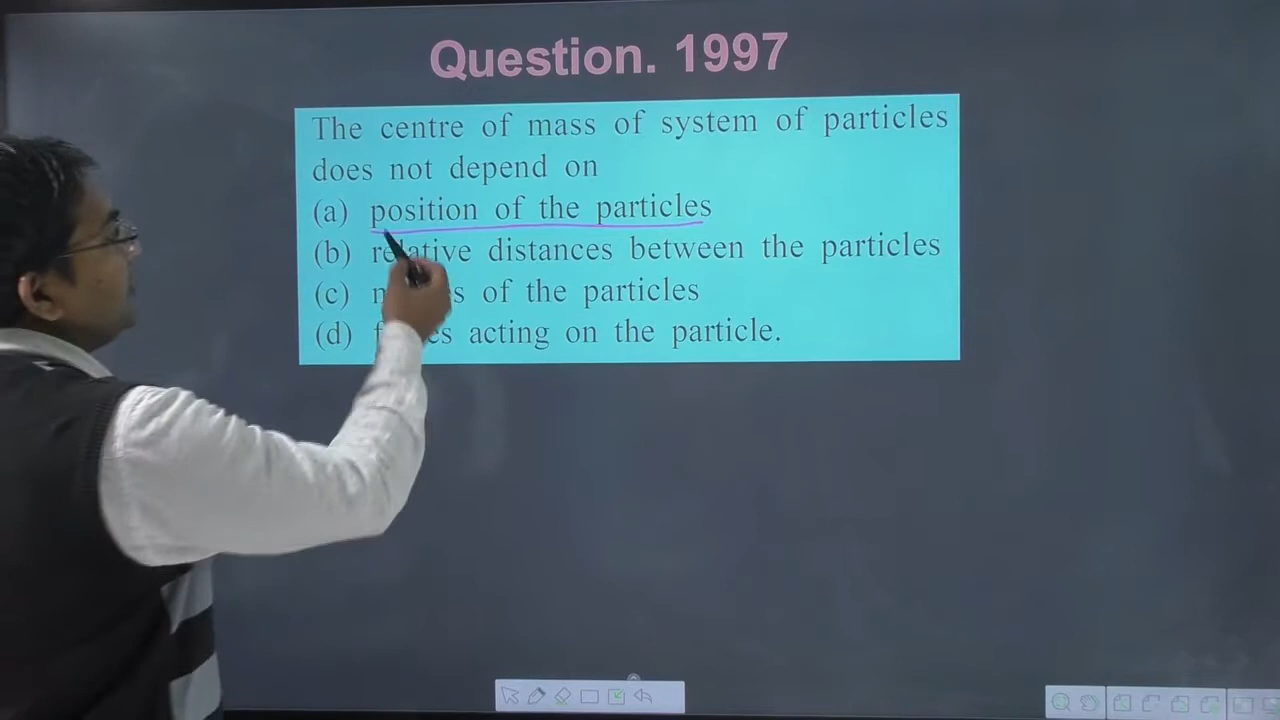 Question. 1997
The centre of mass of system of particles
does not depend on
(a) position of the particles
(b) relative distances between the particles
(c) of the particles
(d) acting on the particle.